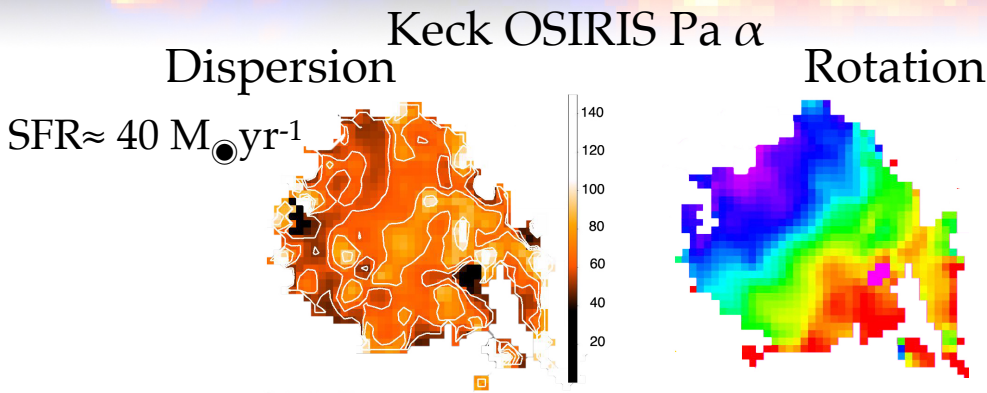 Keck OSIRIS Pa α
Dispersion
Rotation
SFR≈ 40 M☉yr-1
140
120
100
80
60
40
20